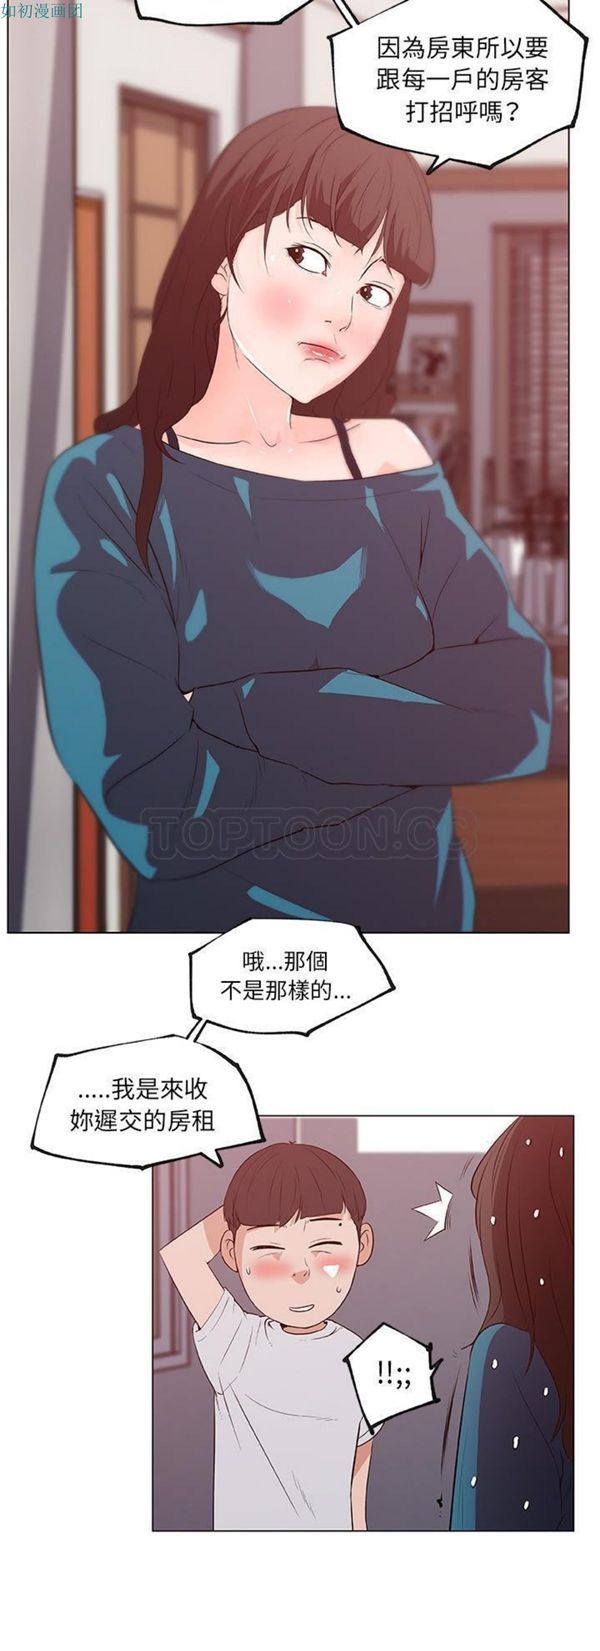 如初漫画团
因為房東所以要
跟每一戶的房客
打招呼嗎？
TOPTOON.CC
哦...那個
不是那樣的...
.....我是來收
妳遲交的房租
!!;;